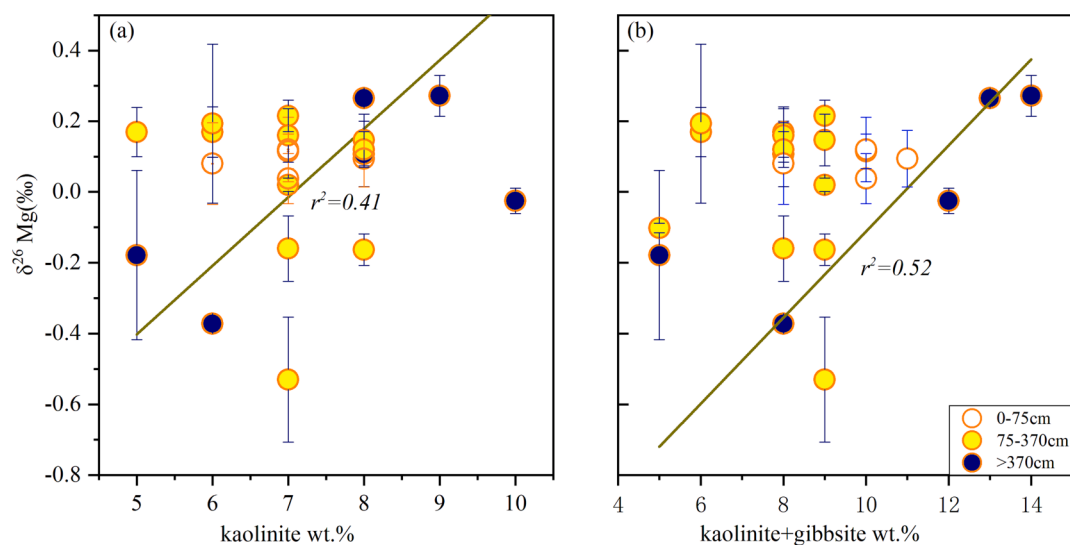 (a)
(b)
0.4
0.2
0.0
-0.2
-0.4
-0.6
-0.8
δ²⁶ Mg(‰)
r²=0.41
r²=0.52
0-75cm
75-370cm
>370cm
5 6 7 8 9 10
4 6 8 10 12 14
kaolinite wt.%
kaolinite+gibbsite wt.%